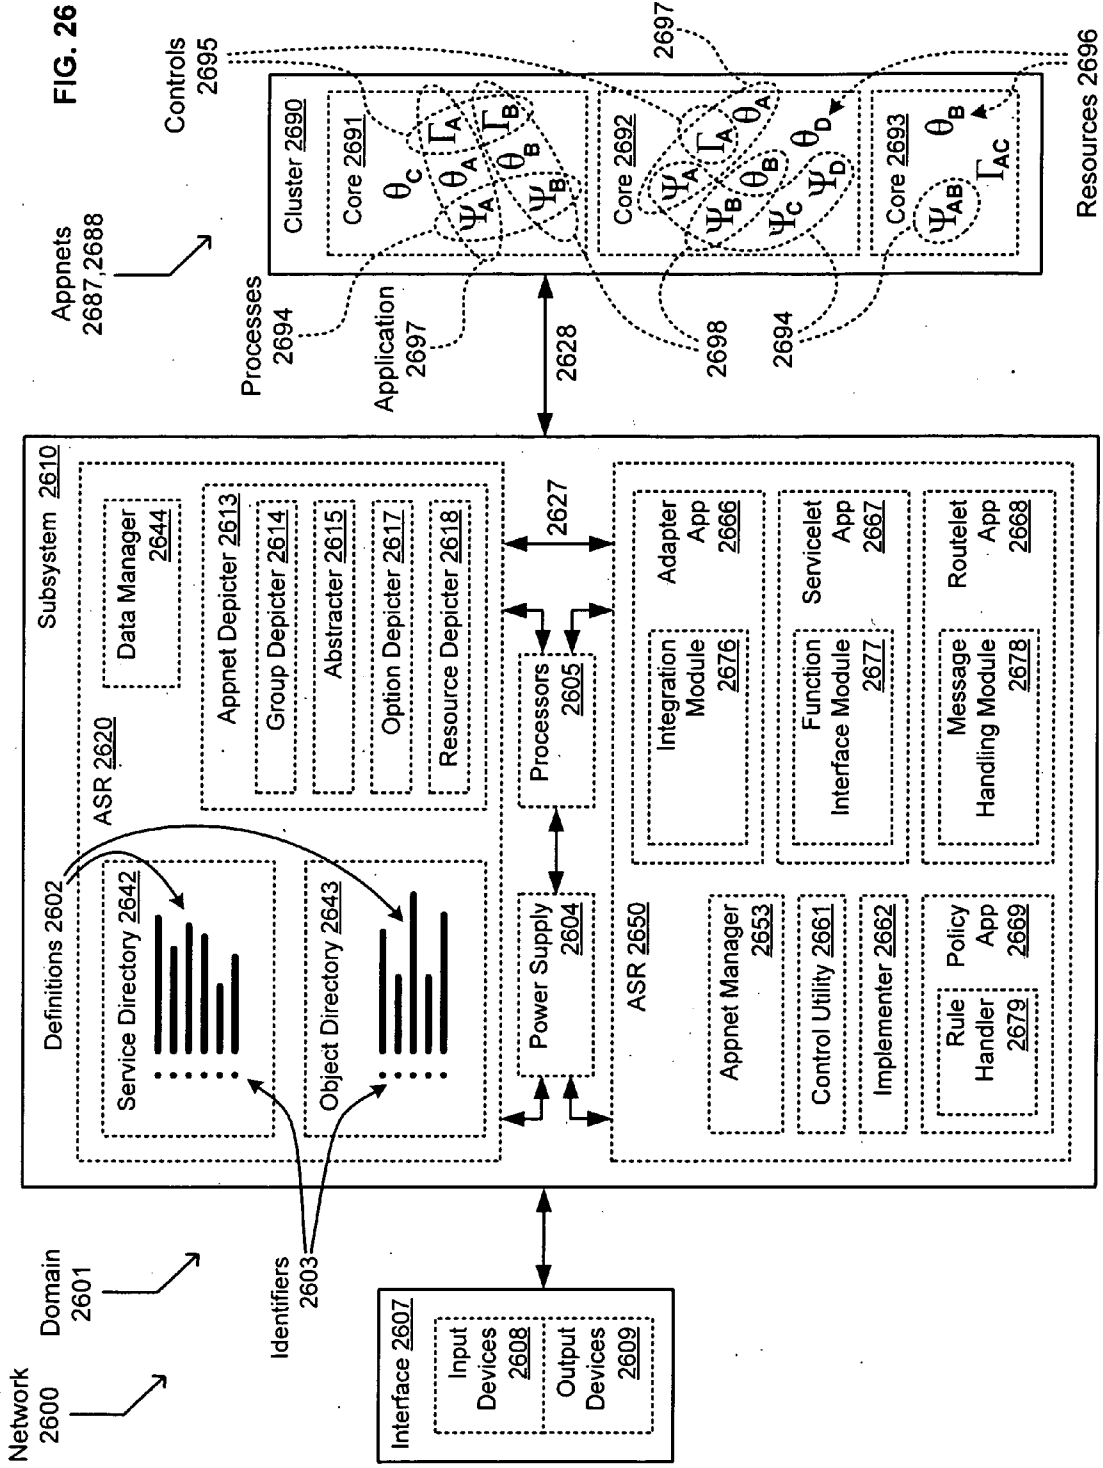 FIG. 26
Network
2600
Domain
2601
Appnets
2687,2688
Interface 2607
Input
Devices
2608
Output
Devices
2609
Identifiers
2603
Definitions 2602
Subsystem 2610
ASR 2620
Service Directory 2642
Object Directory 2643
Data Manager
2644
Appnet Depicter 2613
Group Depicter 2614
Abstracter 2615
Option Depicter 2617
Resource Depicter 2618
Power Supply
2604
Processors
2605
2627
ASR 2650
Appnet Manager
2653
Control Utility 2661
Implementer 2662
Policy
App
2669
Rule
Handler
2679
Adapter
App
2666
Integration
Module
2676
Servicelet
App
2667
Function
Interface Module
2677
Routelet
App
2668
Message
Handling Module
2678
2628
Processes
2694
Application
2697
2698
2694
Controls
2695
2697
Resources 2696
Cluster 2690
Core 2691
θC
ΨA θA ΓA
ΨB θB ΓB
Core 2692
ΨA ΓA θA
ΨB θB θD
ΨC ΨD
Core 2693
ΨAB θB
ΓAC